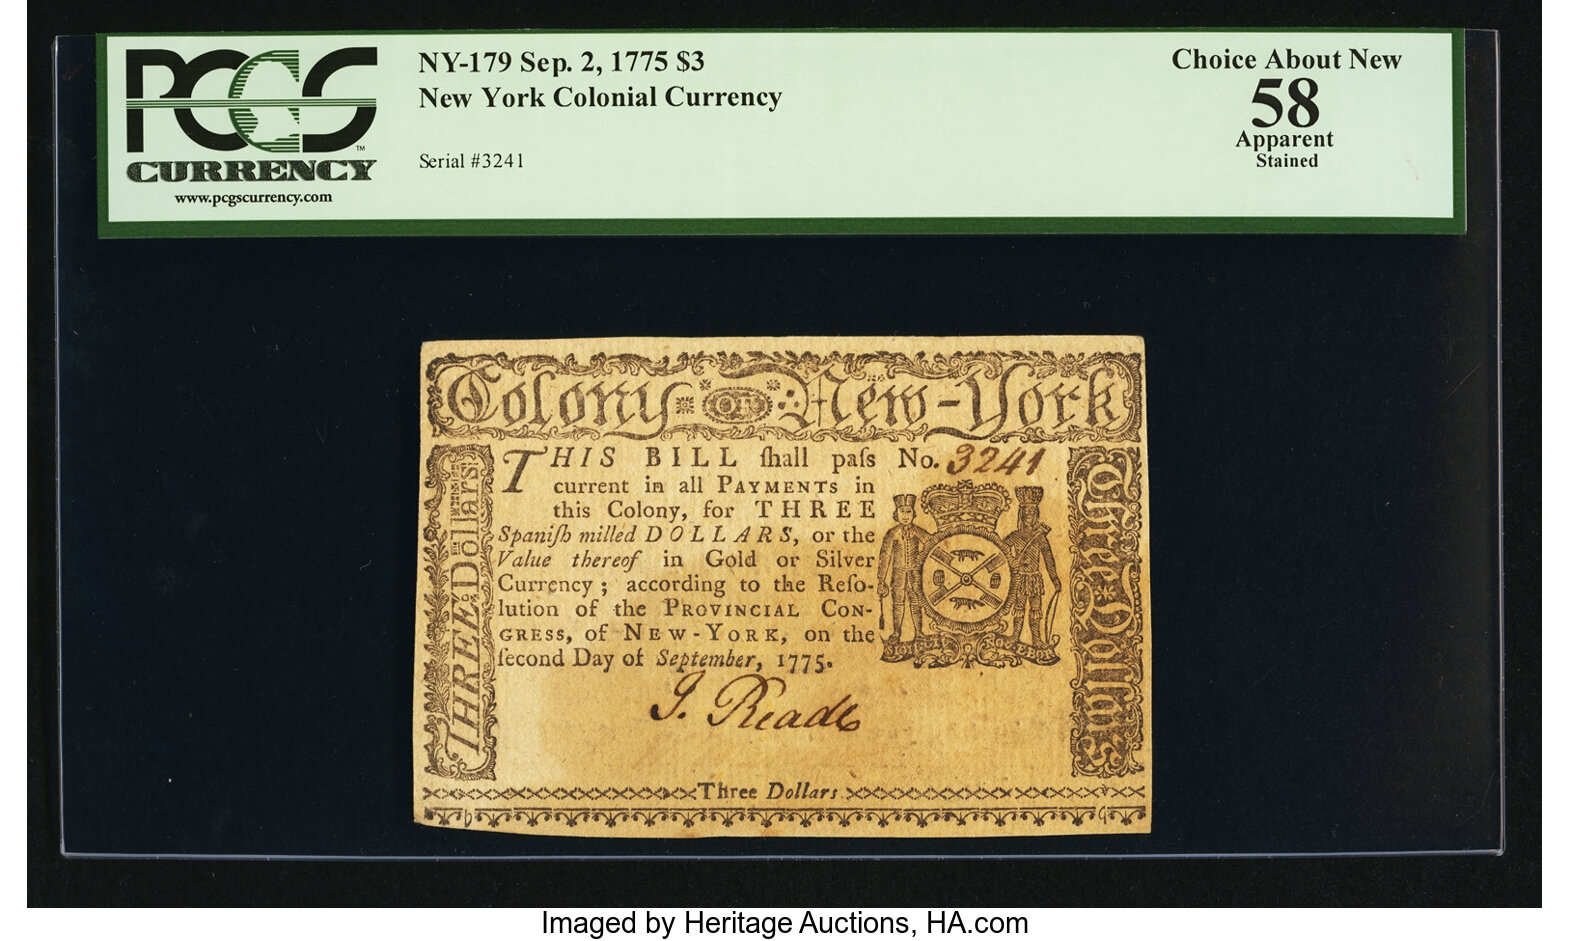 PCGS
CURRENCY
www.pcgscurrency.com
NY-179 Sep. 2, 1775 $3
New York Colonial Currency
Serial #3241
Choice About New
58
Apparent
Stained
Colony OF New-York
THREE Dollars
THIS BILL ſhall paſs No. 3241
current in all PAYMENTS in
this Colony, for THREE
Spaniſh milled DOLLARS, or the
Value thereof in Gold or Silver
Currency; according to the Reſo-
lution of the PROVINCIAL CON-
GRESS, of NEW-YORK, on the
ſecond Day of September, 1775.
Three Dollars
J. Reade
Three Dollars
Imaged by Heritage Auctions, HA.com